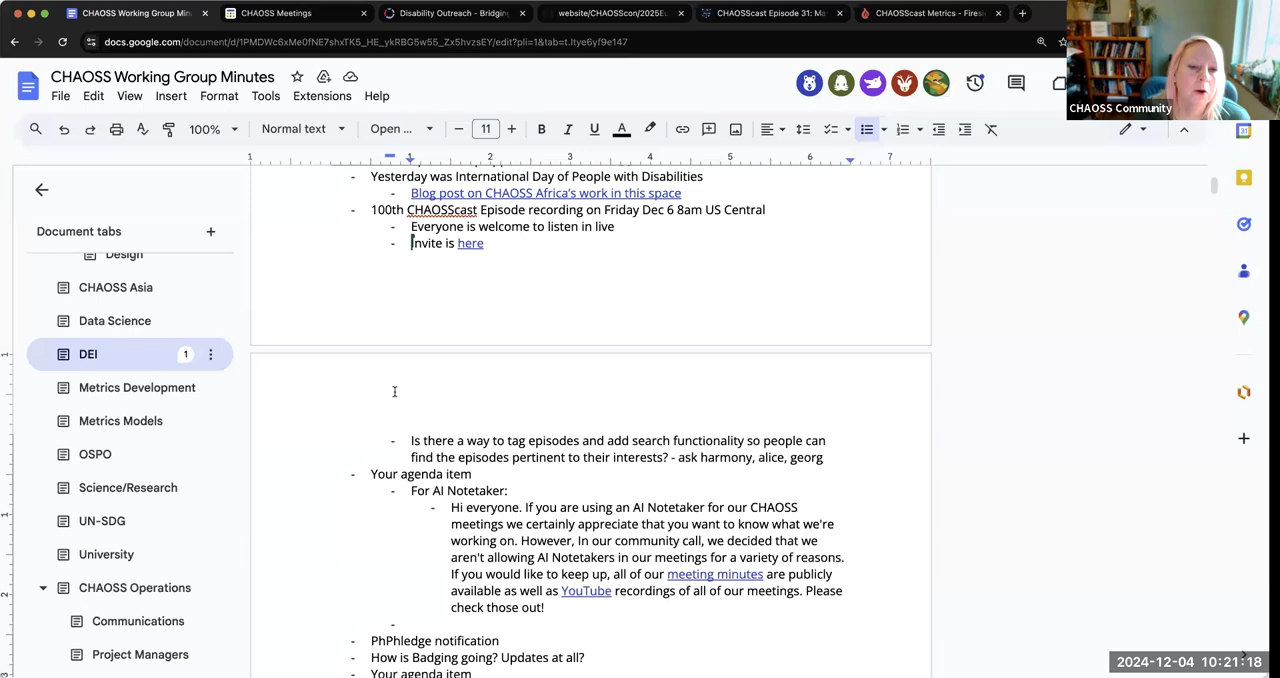 CHAOSS Working Group Min
CHAOSS Meetings
Disability Outreach - Bridging
website/CHAOSScon/2025Eu
CHAOSScast Episode 31: Ma
CHAOSScast Metrics - Firesi
docs.google.com/document/d/1PMDWc6xMe0fNE7shxTK5_HE_ykRBG5w55_Zx5hvzsEY/edit?pli=1&tab=t.ltye6yf9e147
CHAOSS Working Group Minutes
File Edit View Insert Format Tools Extensions Help
CHAOSS Community
100% Normal text Open ... 11 B I U A
1 1 2 3 4 5 6 7
Document tabs
Design
CHAOSS Asia
Data Science
DEI 1
Metrics Development
Metrics Models
OSPO
Science/Research
UN-SDG
University
CHAOSS Operations
Communications
Project Managers
- Yesterday was International Day of People with Disabilities
- Blog post on CHAOSS Africa's work in this space
- 100th CHAOSScast Episode recording on Friday Dec 6 8am US Central
- Everyone is welcome to listen in live
- Invite is here
- Is there a way to tag episodes and add search functionality so people can
find the episodes pertinent to their interests? - ask harmony, alice, georg
- Your agenda item
- For AI Notetaker:
- Hi everyone. If you are using an AI Notetaker for our CHAOSS
meetings we certainly appreciate that you want to know what we're
working on. However, In our community call, we decided that we
aren't allowing AI Notetakers in our meetings for a variety of reasons.
If you would like to keep up, all of our meeting minutes are publicly
available as well as YouTube recordings of all of our meetings. Please
check those out!
-
- PhPhledge notification
- How is Badging going? Updates at all?
- Your agenda item
2024-12-04 10:21:18